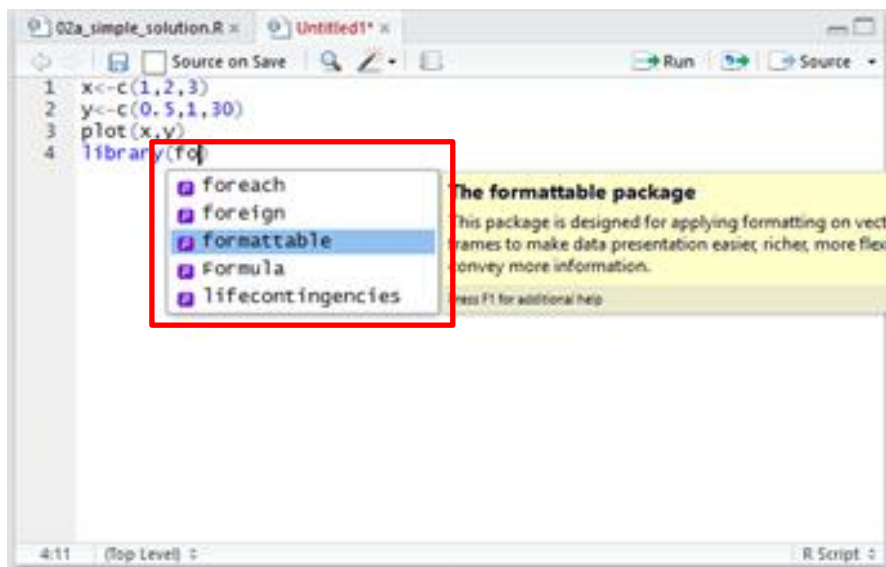 02a_simple_solution.R ×
Untitled1* ×
Source on Save
Run
Source
1 x<-c(1,2,3)
2 y<-c(0.5,1,30)
3 plot(x,y)
4 library(fo)
foreach
foreign
formattable
Formula
lifecontingencies
The formattable package
This package is designed for applying formatting on vect
frames to make data presentation easier, richer, more flex
convey more information.
Press F1 for additional help
4:11 (Top Level) R Script